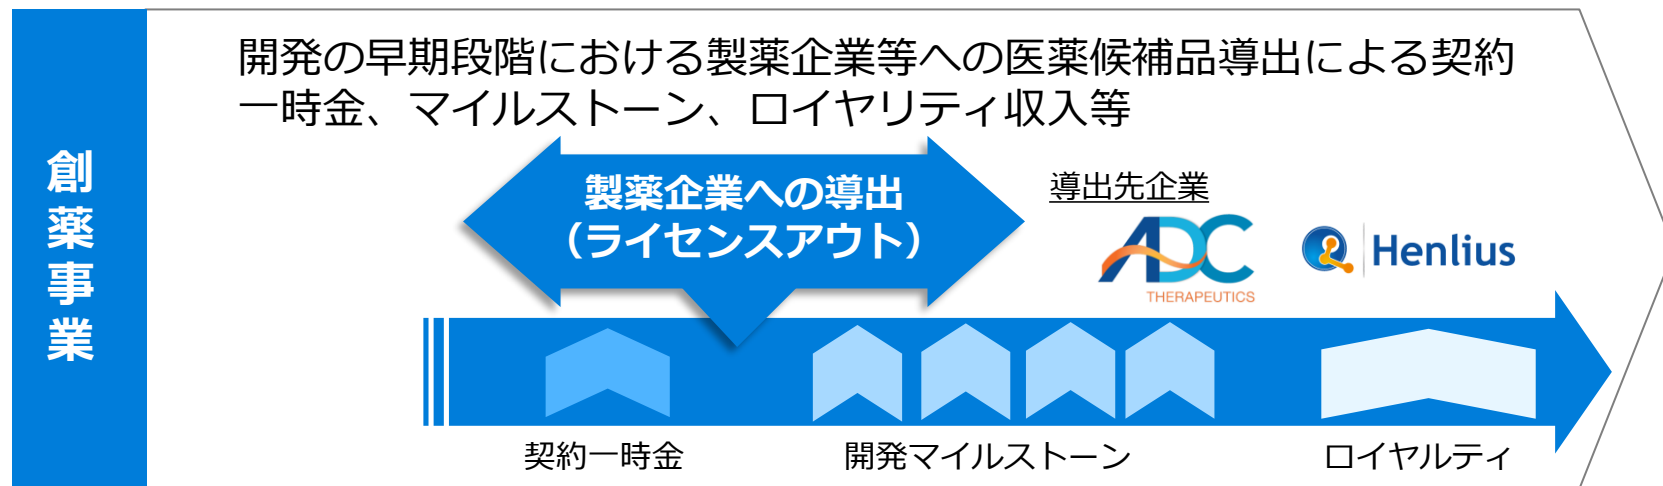 創薬事業
開発の早期段階における製薬企業等への医薬候補品導出による契約
一時金、マイルストーン、ロイヤリティ収入等
製薬企業への導出
（ライセンスアウト）
導出先企業
ADC
THERAPEUTICS
Henlius
契約一時金
開発マイルストーン
ロイヤルティ